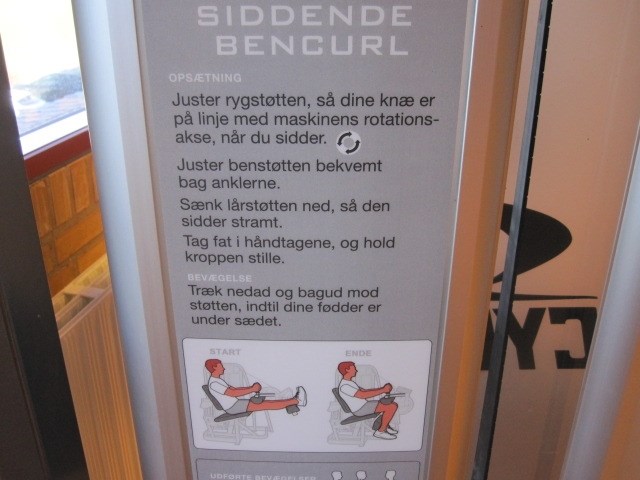 SIDDENDE
BENCURL
OPSÆTNING
Juster rygstøtten, så dine knæ er
på linje med maskinens rotations-
akse, når du sidder.
Juster benstøtten bekvemt
bag anklerne.
Sænk lårstøtten ned, så den
sidder stramt.
Tag fat i håndtagene, og hold
kroppen stille.
BEVÆGELSE
Træk nedad og bagud mod
støtten, indtil dine fødder er
under sædet.
START ENDE
UDFØRTE BEVÆGELSER